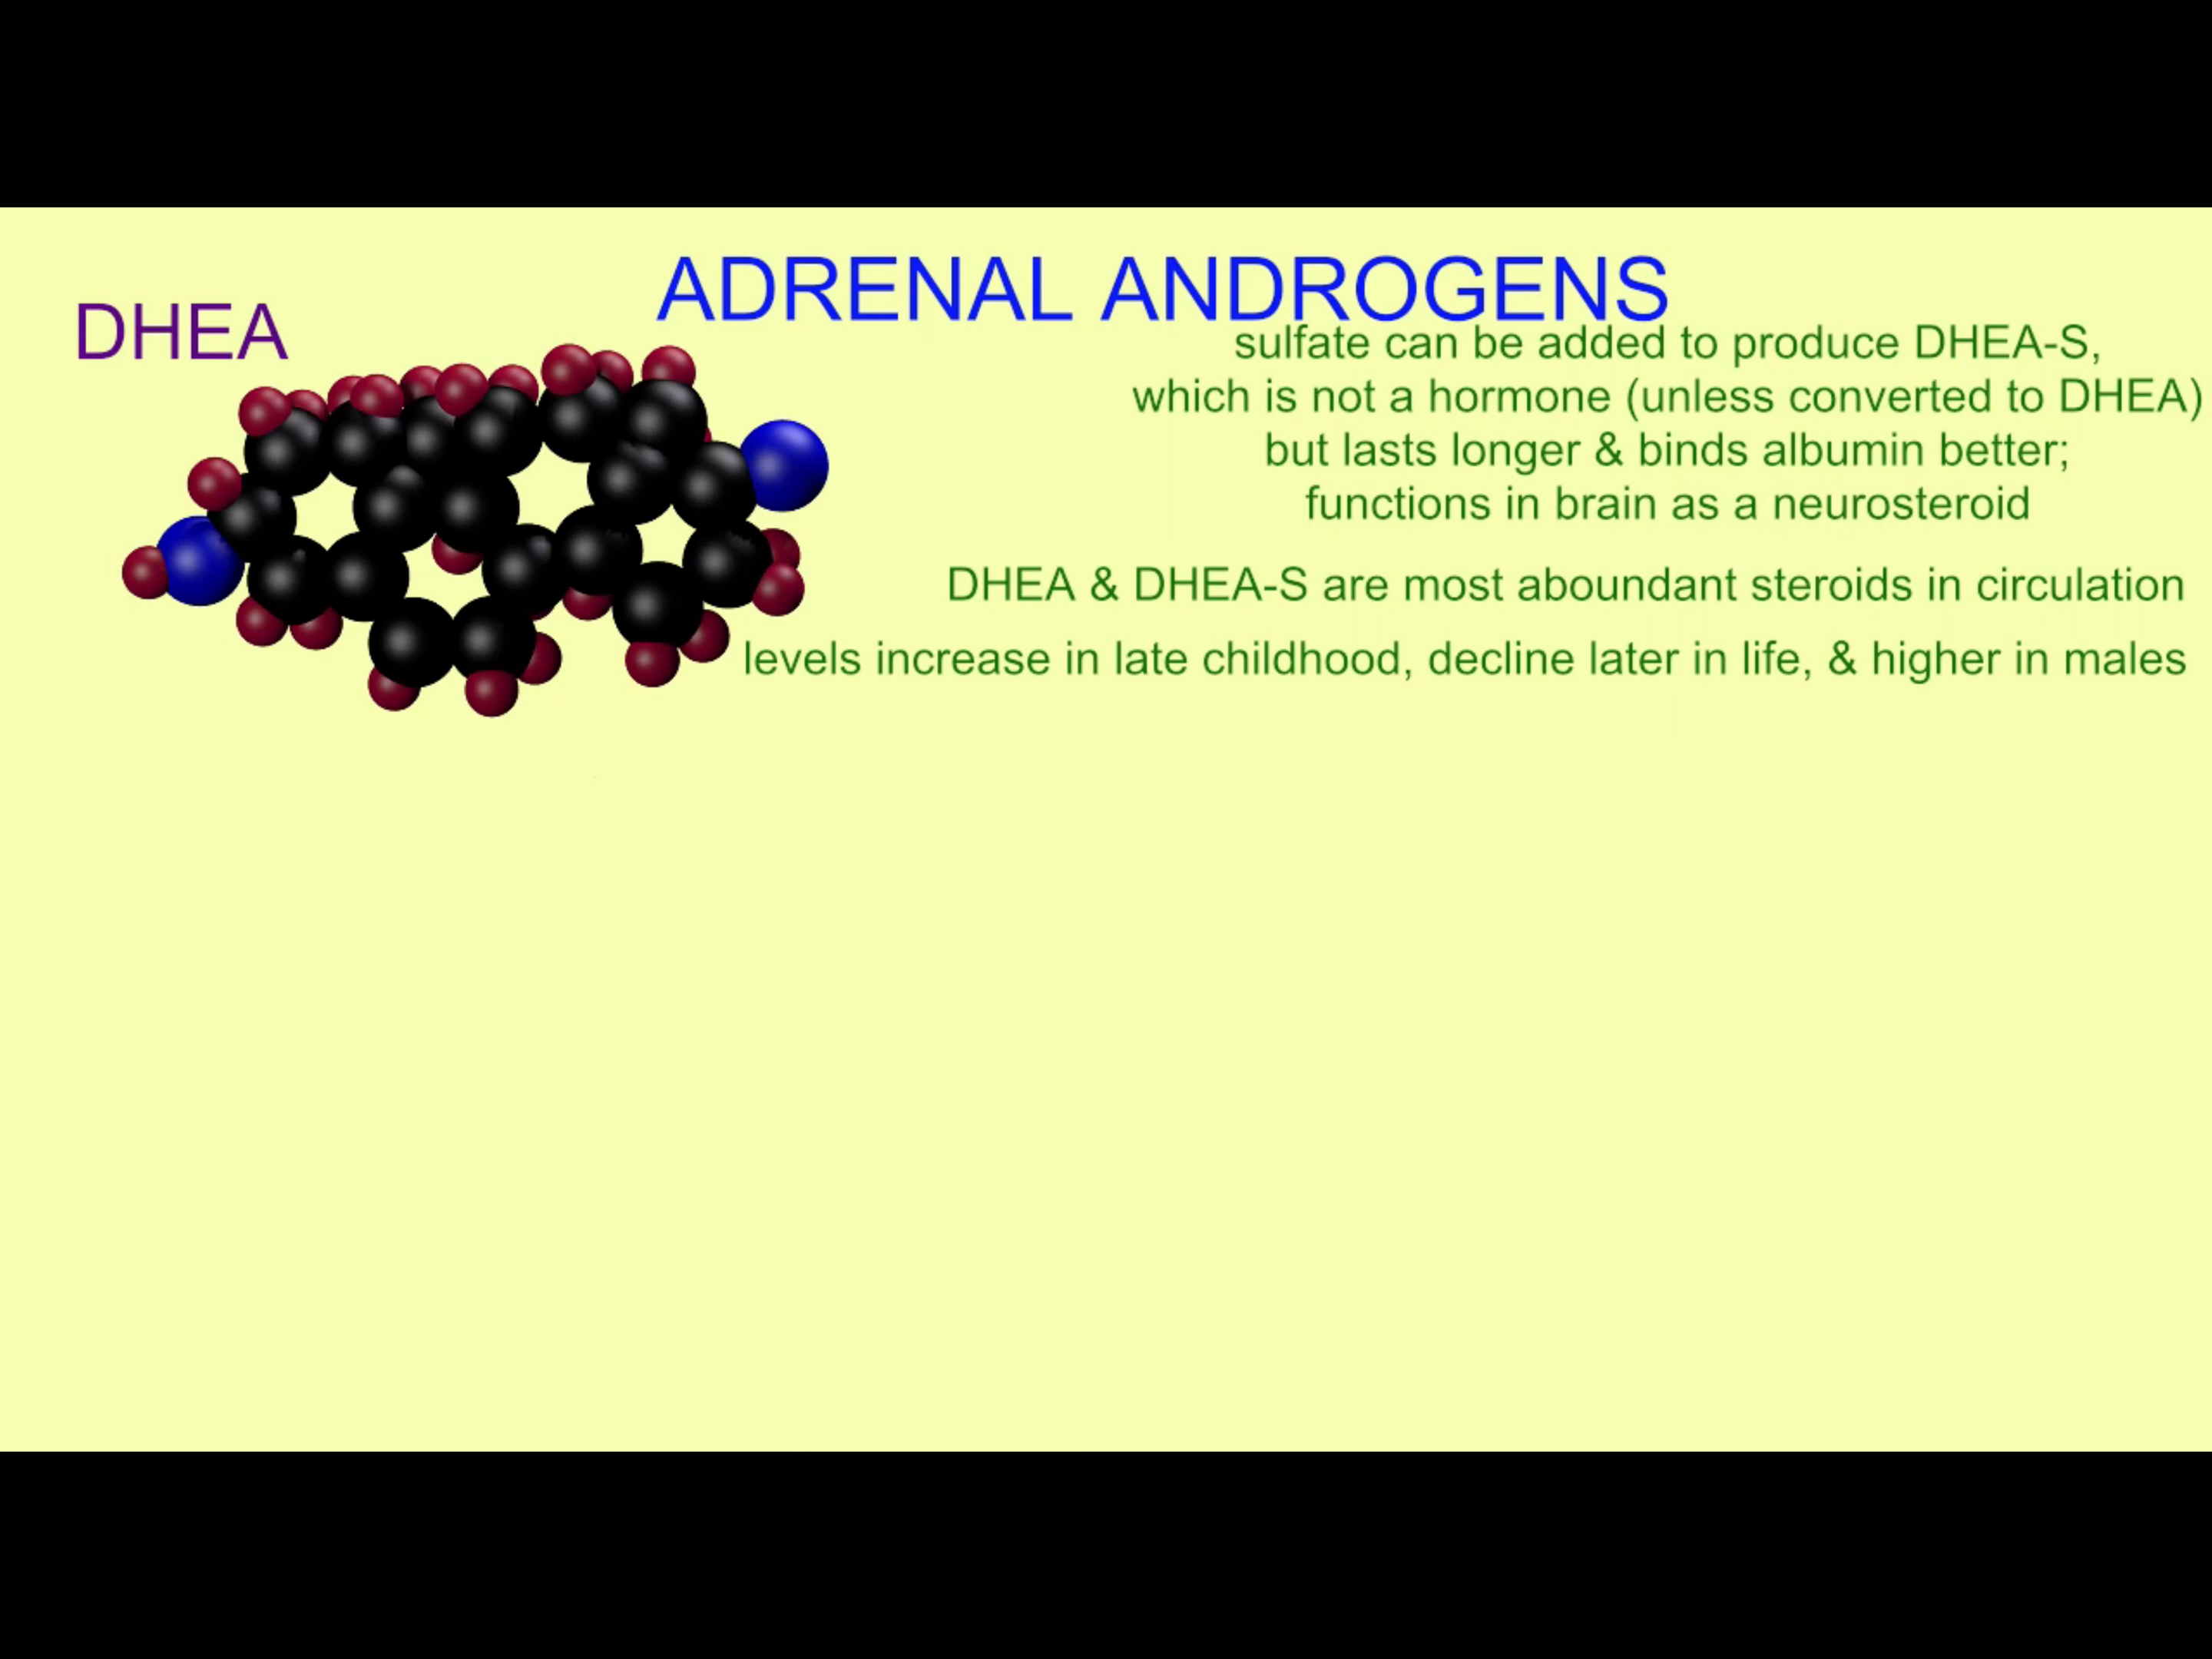 ADRENAL ANDROGENS
DHEA
sulfate can be added to produce DHEA-S,
which is not a hormone (unless converted to DHEA)
but lasts longer & binds albumin better;
functions in brain as a neurosteroid
DHEA & DHEA-S are most aboundant steroids in circulation
levels increase in late childhood, decline later in life, & higher in males